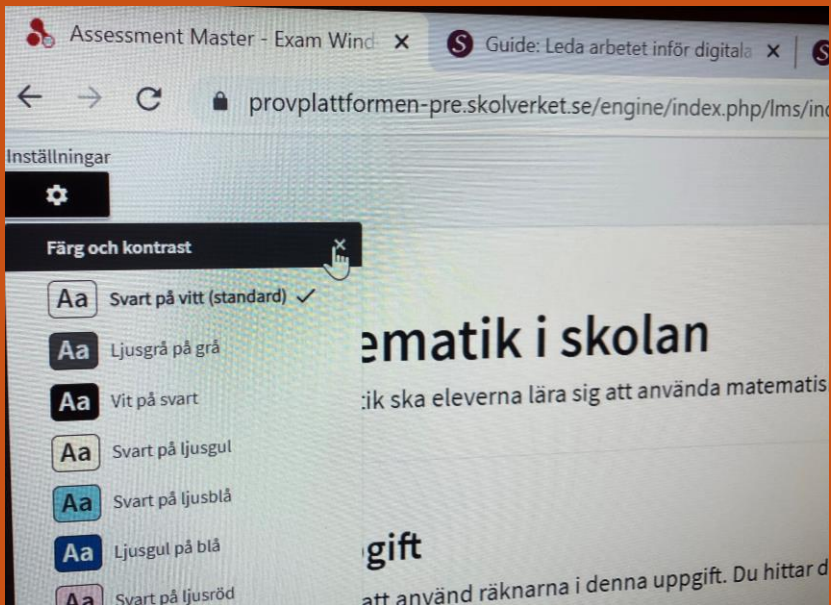 Assessment Master - Exam Wind
Guide: Leda arbetet inför digitala
S
provplattformen-pre.skolverket.se/engine/index.php/lms/in
Inställningar
Färg och kontrast
Aa Svart på vitt (standard)
Aa Ljusgrå på grå
Aa Vit på svart
Aa Svart på ljusgul
Aa Svart på ljusblå
Aa Ljusgul på blå
Aa Svart på ljusröd
ematik i skolan
ik ska eleverna lära sig att använda matematis
gift
att använd räknarna i denna uppgift. Du hittar d